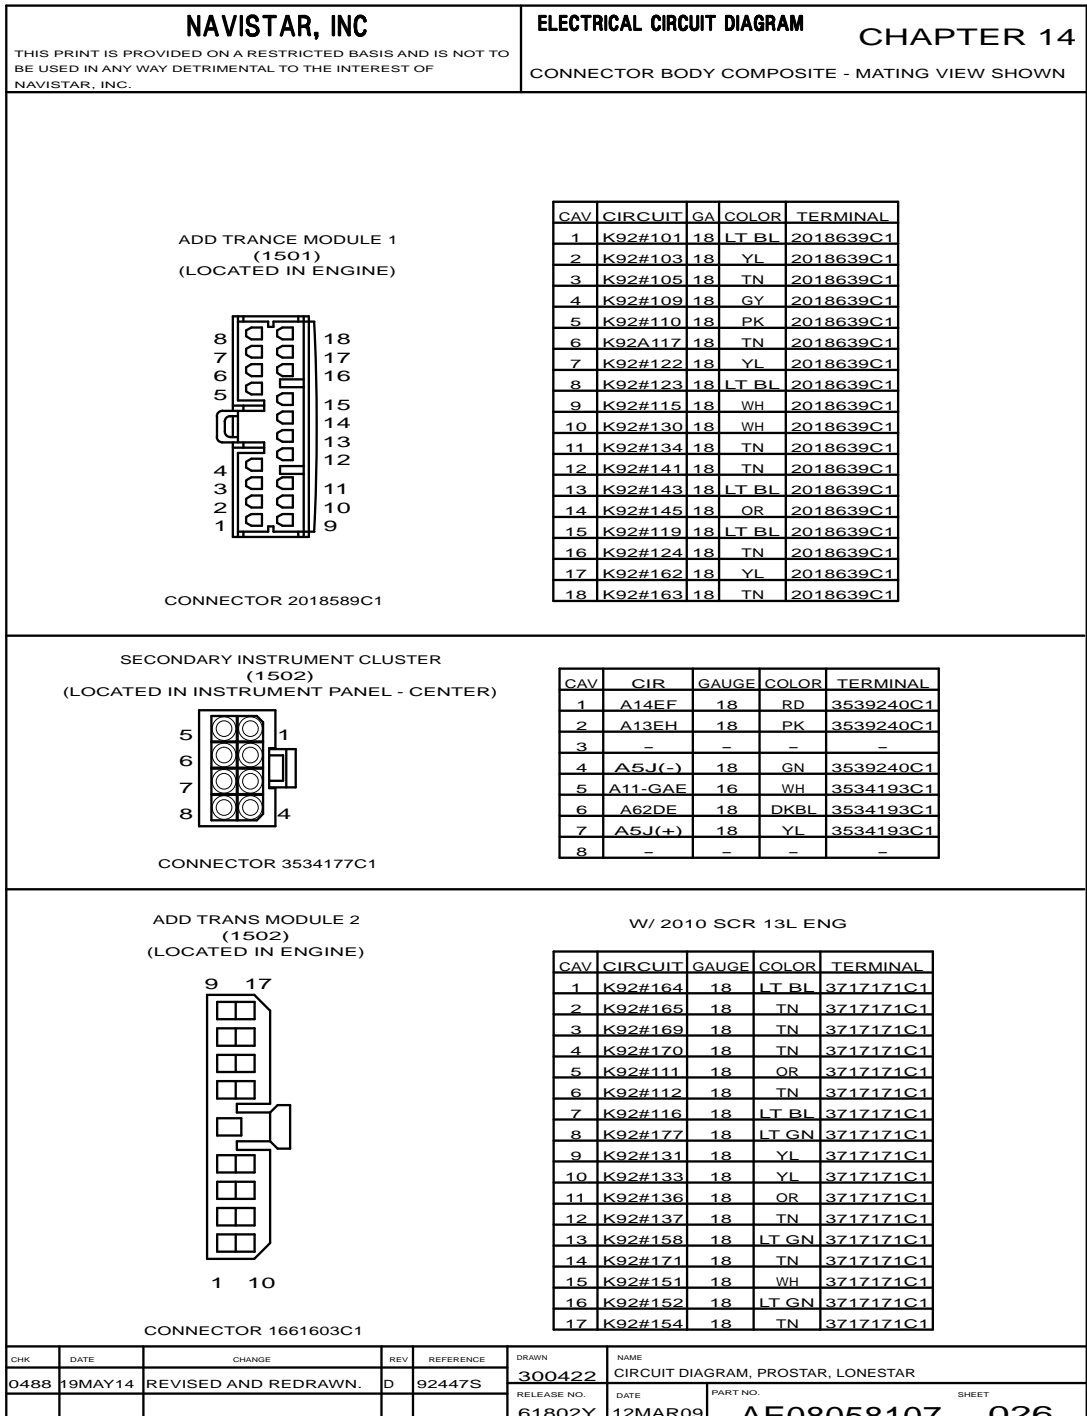 NAVISTAR, INC
THIS PRINT IS PROVIDED ON A RESTRICTED BASIS AND IS NOT TO
BE USED IN ANY WAY DETRIMENTAL TO THE INTEREST OF
NAVISTAR, INC.
ELECTRICAL CIRCUIT DIAGRAM
CHAPTER 14
CONNECTOR BODY COMPOSITE - MATING VIEW SHOWN
ADD TRANCE MODULE 1
(1501)
(LOCATED IN ENGINE)
8 18
7 17
6 16
5
15
14
13
12
4
3 11
2 10
1 9
CONNECTOR 2018589C1
CAV CIRCUIT GA COLOR TERMINAL
1 K92#101 18 LT BL 2018639C1
2 K92#103 18 YL 2018639C1
3 K92#105 18 TN 2018639C1
4 K92#109 18 GY 2018639C1
5 K92#110 18 PK 2018639C1
6 K92A117 18 TN 2018639C1
7 K92#122 18 YL 2018639C1
8 K92#123 18 LT BL 2018639C1
9 K92#115 18 WH 2018639C1
10 K92#130 18 WH 2018639C1
11 K92#134 18 TN 2018639C1
12 K92#141 18 TN 2018639C1
13 K92#143 18 LT BL 2018639C1
14 K92#145 18 OR 2018639C1
15 K92#119 18 LT BL 2018639C1
16 K92#124 18 TN 2018639C1
17 K92#162 18 YL 2018639C1
18 K92#163 18 TN 2018639C1
SECONDARY INSTRUMENT CLUSTER
(1502)
(LOCATED IN INSTRUMENT PANEL - CENTER)
5 1
6
7
8 4
CONNECTOR 3534177C1
CAV CIR GAUGE COLOR TERMINAL
1 A14EF 18 RD 3539240C1
2 A13EH 18 PK 3539240C1
3 – – – –
4 A5J(-) 18 GN 3539240C1
5 A11-GAE 16 WH 3534193C1
6 A62DE 18 DKBL 3534193C1
7 A5J(+) 18 YL 3534193C1
8 – – – –
ADD TRANS MODULE 2
(1502)
(LOCATED IN ENGINE)
9 17
1 10
CONNECTOR 1661603C1
W/ 2010 SCR 13L ENG
CAV CIRCUIT GAUGE COLOR TERMINAL
1 K92#164 18 LT BL 3717171C1
2 K92#165 18 TN 3717171C1
3 K92#169 18 TN 3717171C1
4 K92#170 18 TN 3717171C1
5 K92#111 18 OR 3717171C1
6 K92#112 18 TN 3717171C1
7 K92#116 18 LT BL 3717171C1
8 K92#177 18 LT GN 3717171C1
9 K92#131 18 YL 3717171C1
10 K92#133 18 YL 3717171C1
11 K92#136 18 OR 3717171C1
12 K92#137 18 TN 3717171C1
13 K92#158 18 LT GN 3717171C1
14 K92#171 18 TN 3717171C1
15 K92#151 18 WH 3717171C1
16 K92#152 18 LT GN 3717171C1
17 K92#154 18 TN 3717171C1
CHK DATE CHANGE REV REFERENCE
0488 19MAY14 REVISED AND REDRAWN. D 92447S
DRAWN
300422
NAME
CIRCUIT DIAGRAM, PROSTAR, LONESTAR
RELEASE NO. DATE PART NO. SHEET
61802Y 12MAR09 AE08058107 026